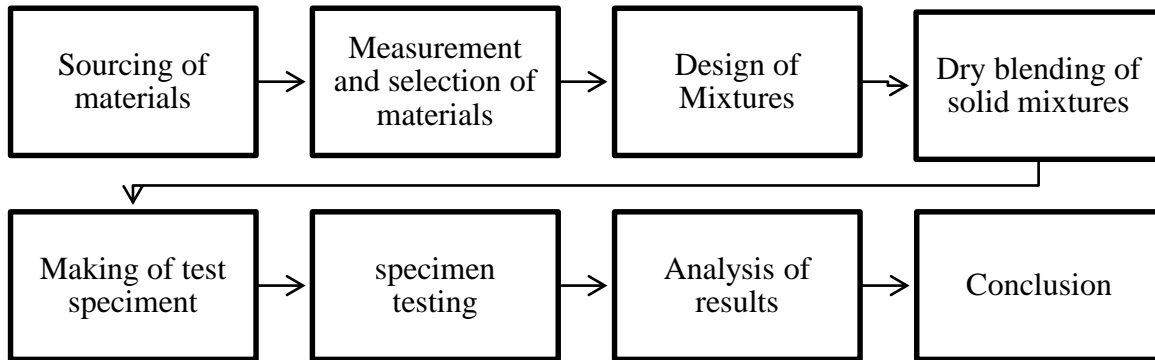 Sourcing of
materials
Measurement
and selection of
materials
Design of
Mixtures
Dry blending of
solid mixtures
Making of test
speciment
specimen
testing
Analysis of
results
Conclusion